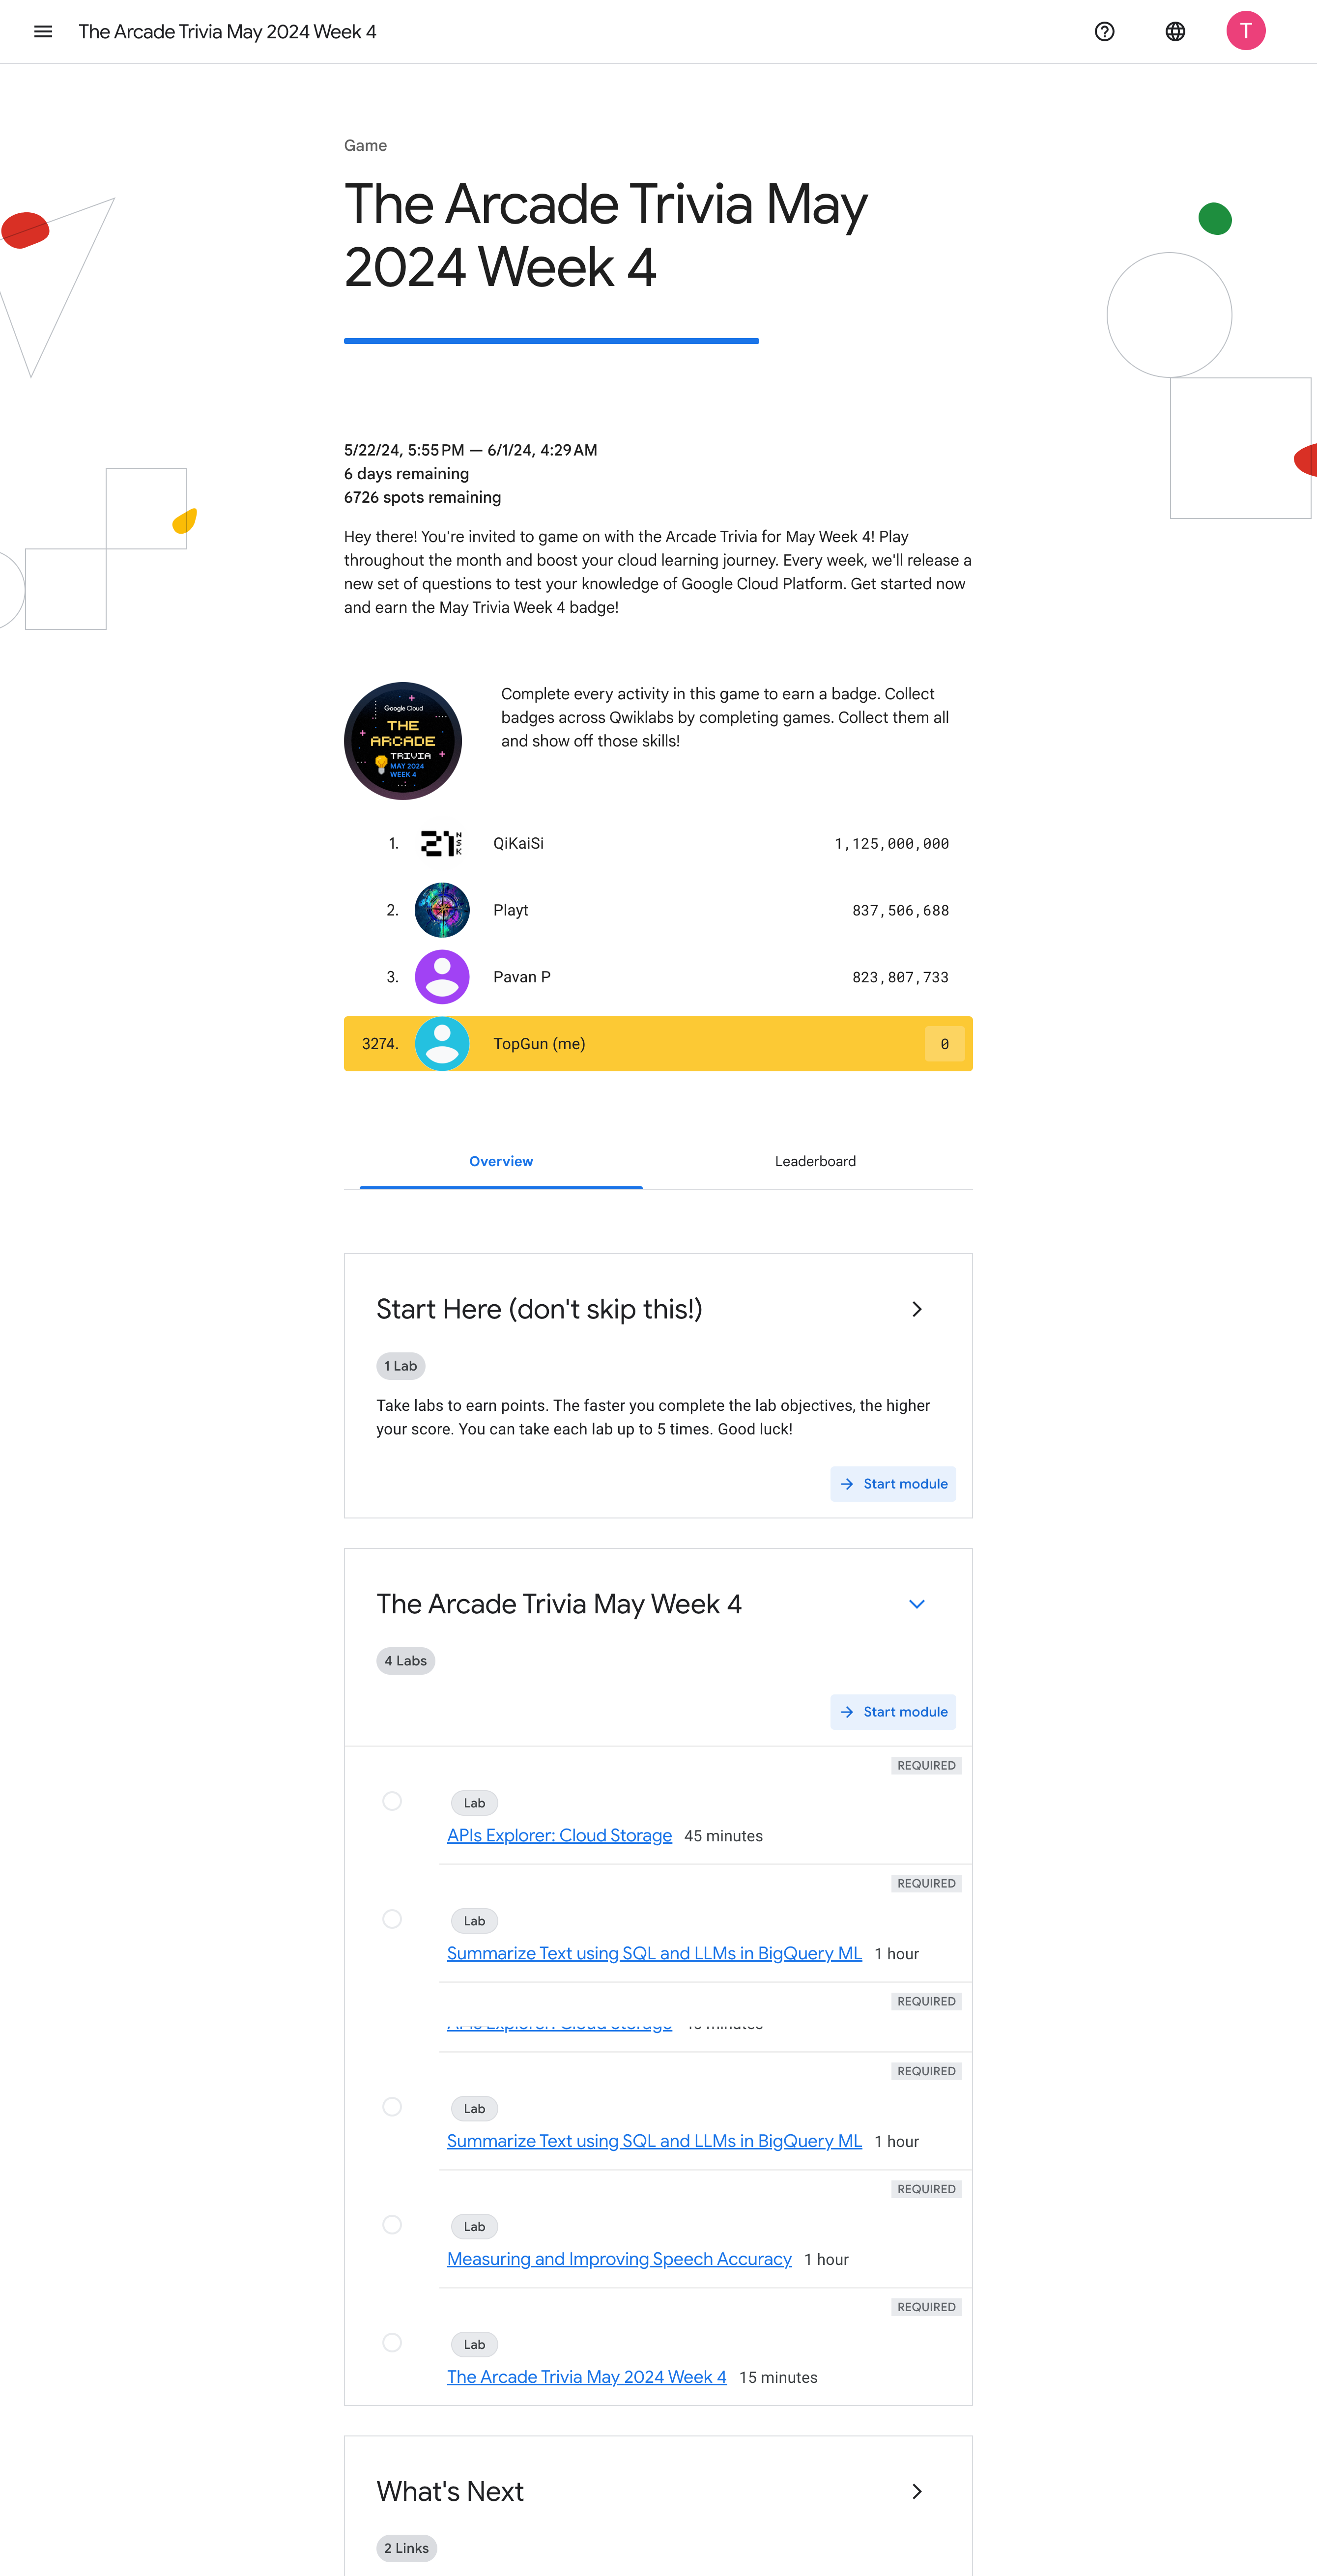 The Arcade Trivia May 2024 Week 4
T
Game
The Arcade Trivia May
2024 Week 4
5/22/24, 5:55 PM — 6/1/24, 4:29 AM
6 days remaining
6726 spots remaining
Hey there! You're invited to game on with the Arcade Trivia for May Week 4! Play
throughout the month and boost your cloud learning journey. Every week, we'll release a
new set of questions to test your knowledge of Google Cloud Platform. Get started now
and earn the May Trivia Week 4 badge!
Google Cloud
THE
ARCADE
TRIVIA
MAY 2024
WEEK 4
Complete every activity in this game to earn a badge. Collect
badges across Qwiklabs by completing games. Collect them all
and show off those skills!
1. 21 NSK QiKaiSi 1,125,000,000
2. Playt 837,506,688
3. Pavan P 823,807,733
3274. TopGun (me) 0
Overview Leaderboard
Start Here (don't skip this!)
1 Lab
Take labs to earn points. The faster you complete the lab objectives, the higher
your score. You can take each lab up to 5 times. Good luck!
Start module
The Arcade Trivia May Week 4
4 Labs
Start module
REQUIRED
Lab
APIs Explorer: Cloud Storage 45 minutes
REQUIRED
Lab
Summarize Text using SQL and LLMs in BigQuery ML 1 hour
REQUIRED
APIs Explorer: Cloud Storage 45 minutes
REQUIRED
Lab
Summarize Text using SQL and LLMs in BigQuery ML 1 hour
REQUIRED
Lab
Measuring and Improving Speech Accuracy 1 hour
REQUIRED
Lab
The Arcade Trivia May 2024 Week 4 15 minutes
What's Next
2 Links